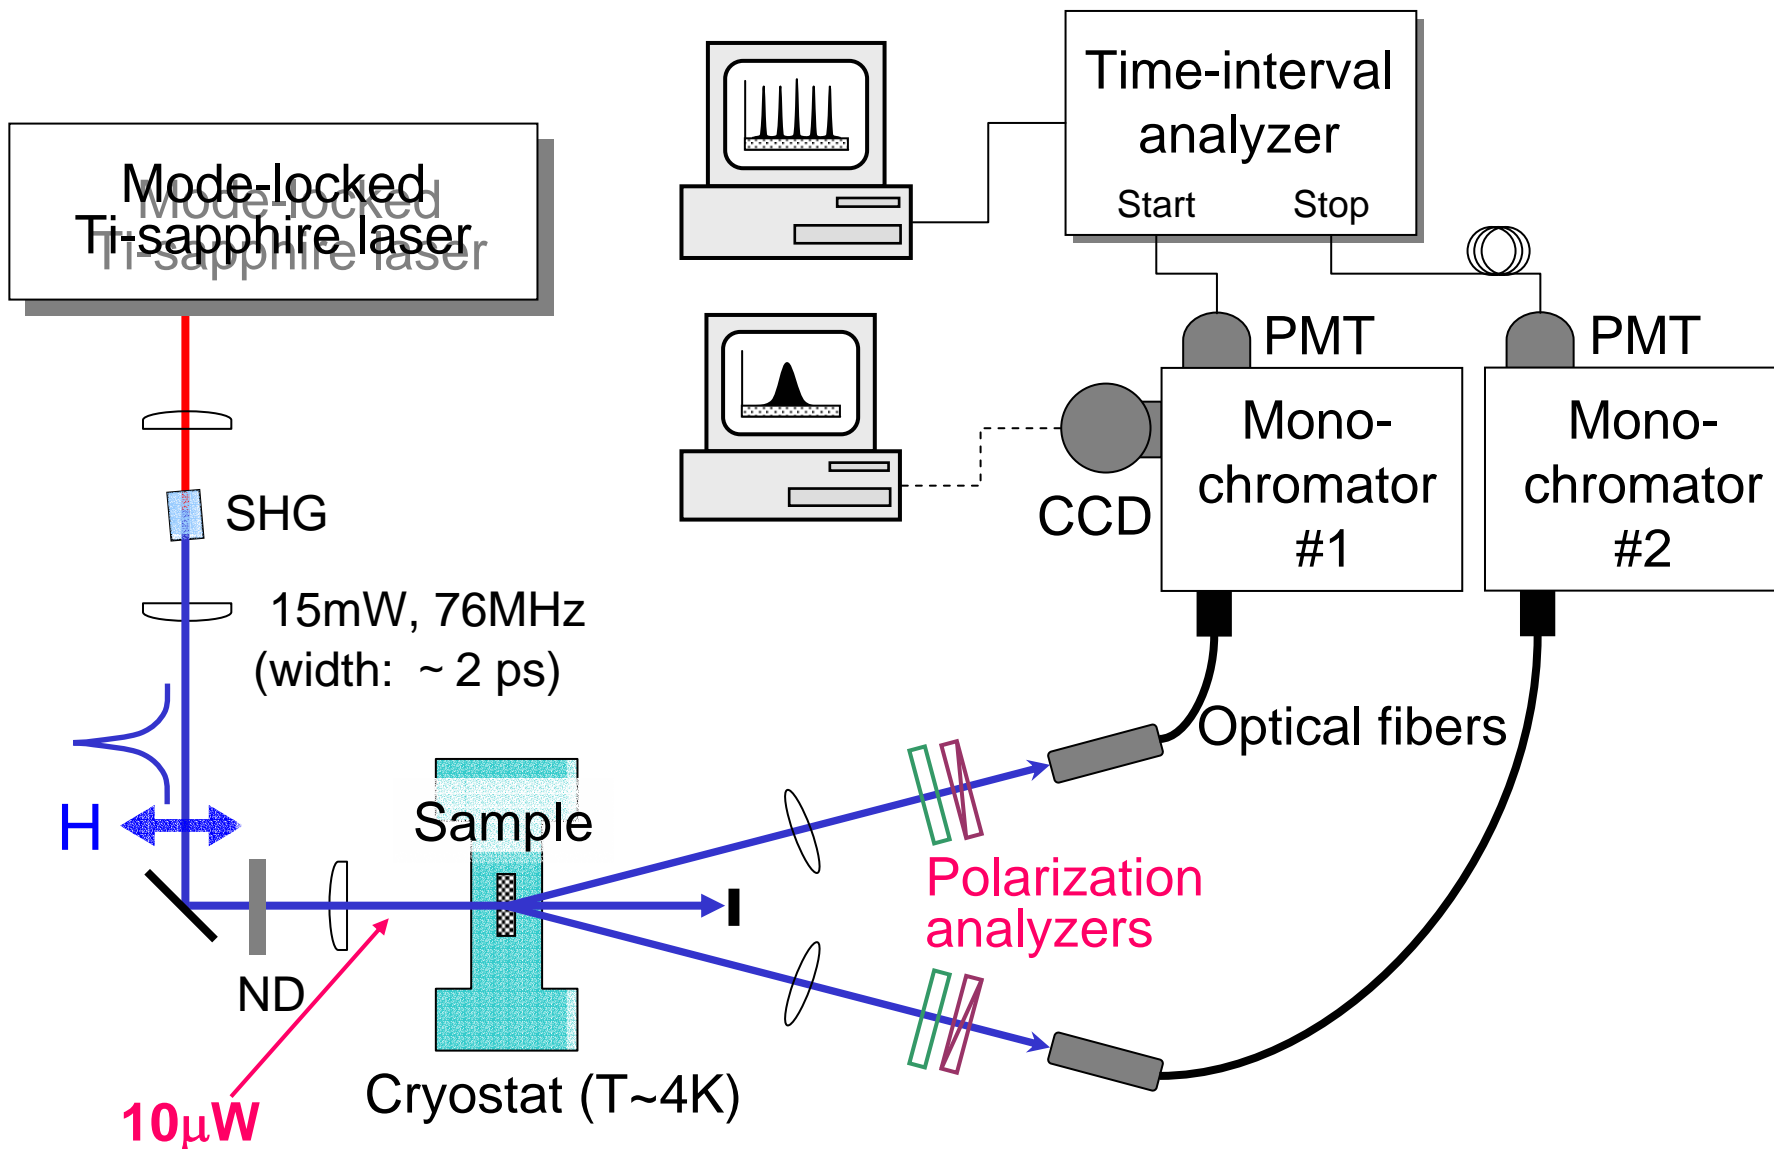 Mode-locked
Ti-sapphire laser
Time-interval
analyzer
Start
Stop
PMT
PMT
Mono-
chromator
#1
Mono-
chromator
#2
CCD
SHG
15mW, 76MHz
(width: ~ 2 ps)
Optical fibers
H
Sample
Polarization
analyzers
ND
Cryostat (T~4K)
10μW